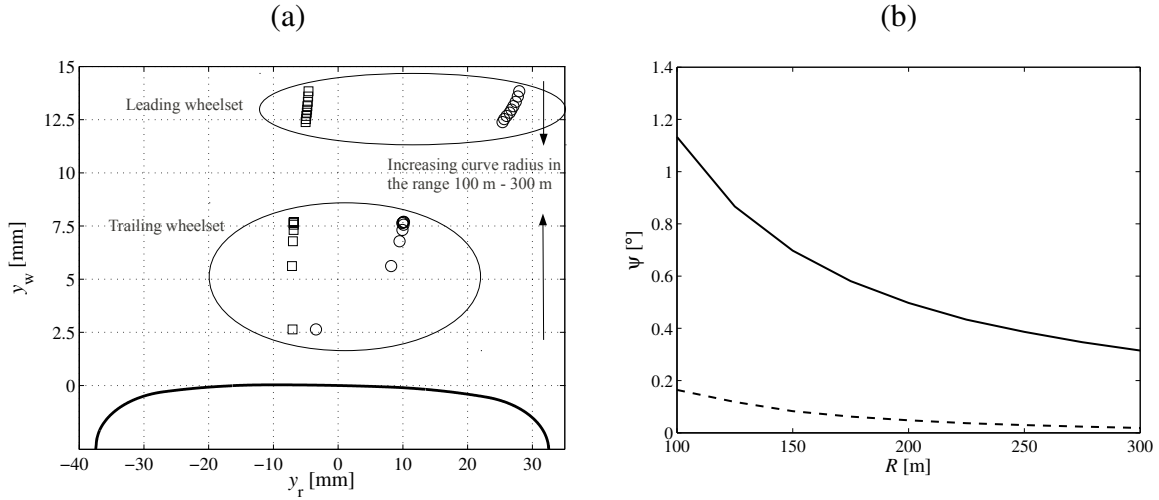 (a)
(b)
15
12.5
10
7.5
5
2.5
0
y_w [mm]
Leading wheelset
Increasing curve radius in
the range 100 m - 300 m
Trailing wheelset
−40 −30 −20 −10 0 10 20 30
y_r [mm]
1.4
1.2
1
0.8
0.6
0.4
0.2
0
ψ [°]
100 150 200 250 300
R [m]